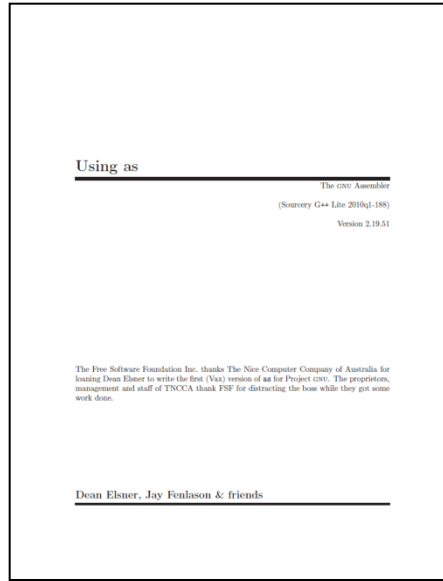 Using as
The GNU Assembler
(Sourcery G++ Lite 2010q1-188)
Version 2.19.51
The Free Software Foundation Inc. thanks The Nice Computer Company of Australia for
loaning Dean Elsner to write the first (Vax) version of as for Project GNU. The proprietors,
management and staff of TNCCA thank FSF for distracting the boss while they got some
work done.
Dean Elsner, Jay Fenlason & friends